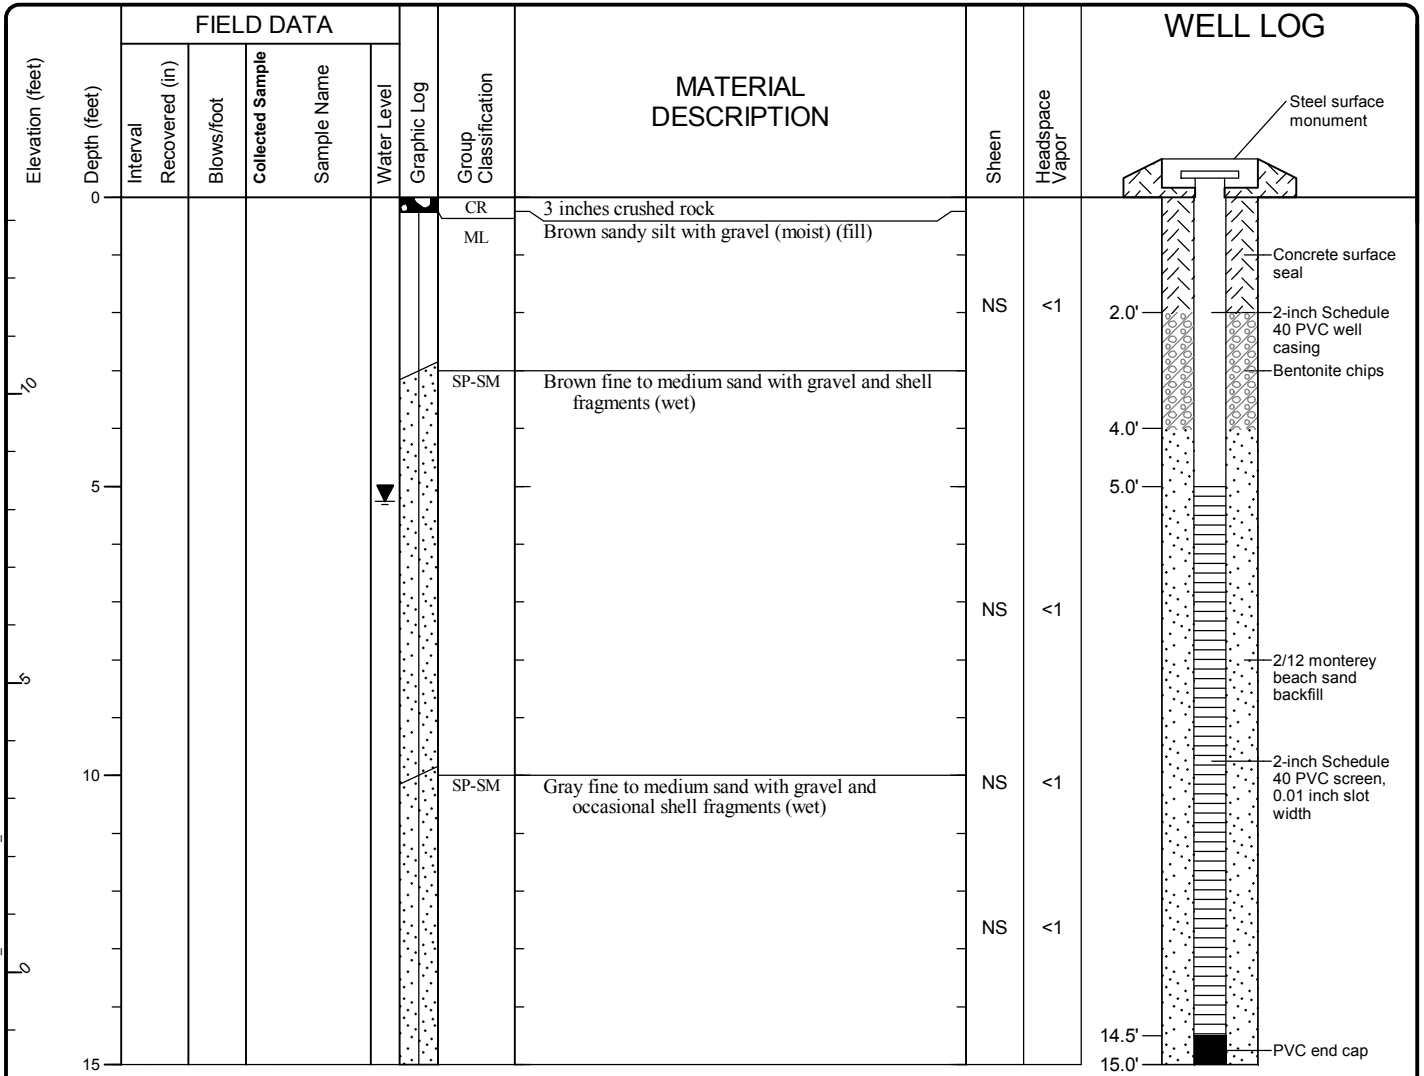 FIELD DATA
WELL LOG
Elevation (feet)
Depth (feet)
Interval
Recovered (in)
Blows/foot
Collected Sample
Sample Name
Water Level
Graphic Log
Group
Classification
MATERIAL
DESCRIPTION
Sheen
Headspace
Vapor
Steel surface
monument
0
CR
3 inches crushed rock
ML
Brown sandy silt with gravel (moist) (fill)
Concrete surface
seal
NS
<1
2.0'
2-inch Schedule
40 PVC well
casing
Bentonite chips
10
SP-SM
Brown fine to medium sand with gravel and shell
fragments (wet)
4.0'
5
5.0'
NS
<1
2/12 monterey
beach sand
backfill
5
10
SP-SM
Gray fine to medium sand with gravel and
occasional shell fragments (wet)
NS
<1
2-inch Schedule
40 PVC screen,
0.01 inch slot
width
NS
<1
0
14.5'
PVC end cap
15
15.0'